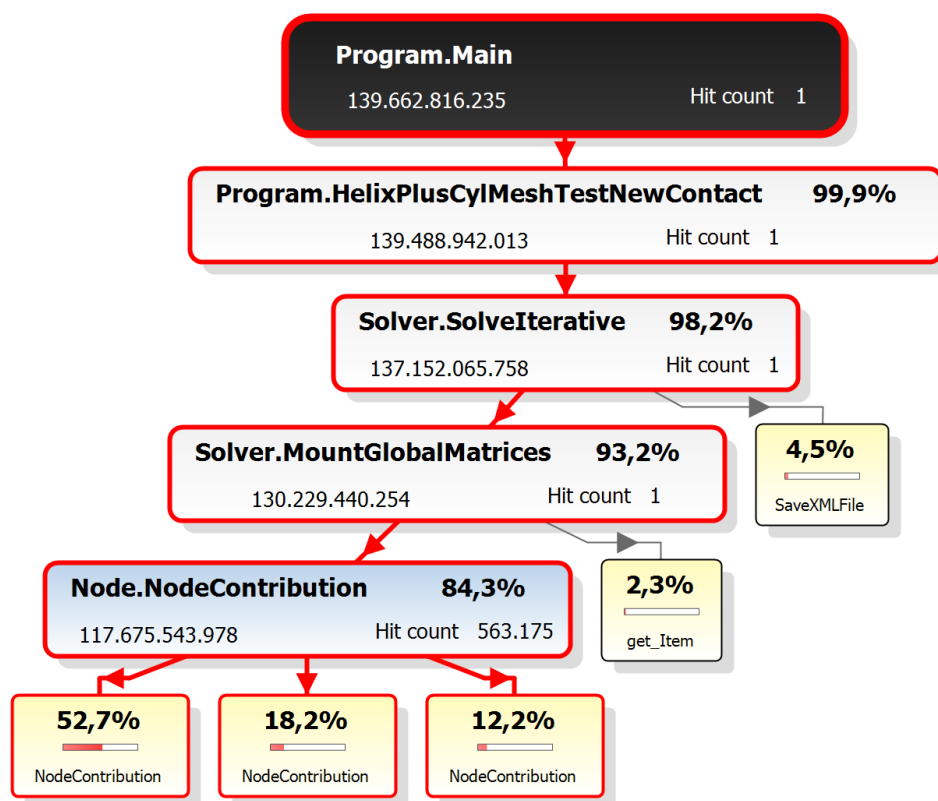 Program.Main
139.662.816.235 Hit count 1
Program.HelixPlusCylMeshTestNewContact 99,9%
139.488.942.013 Hit count 1
Solver.SolveIterative 98,2%
137.152.065.758 Hit count 1
Solver.MountGlobalMatrices 93,2%
130.229.440.254 Hit count 1
4,5%
SaveXMLFile
Node.NodeContribution 84,3%
117.675.543.978 Hit count 563.175
2,3%
get_Item
52,7%
NodeContribution
18,2%
NodeContribution
12,2%
NodeContribution